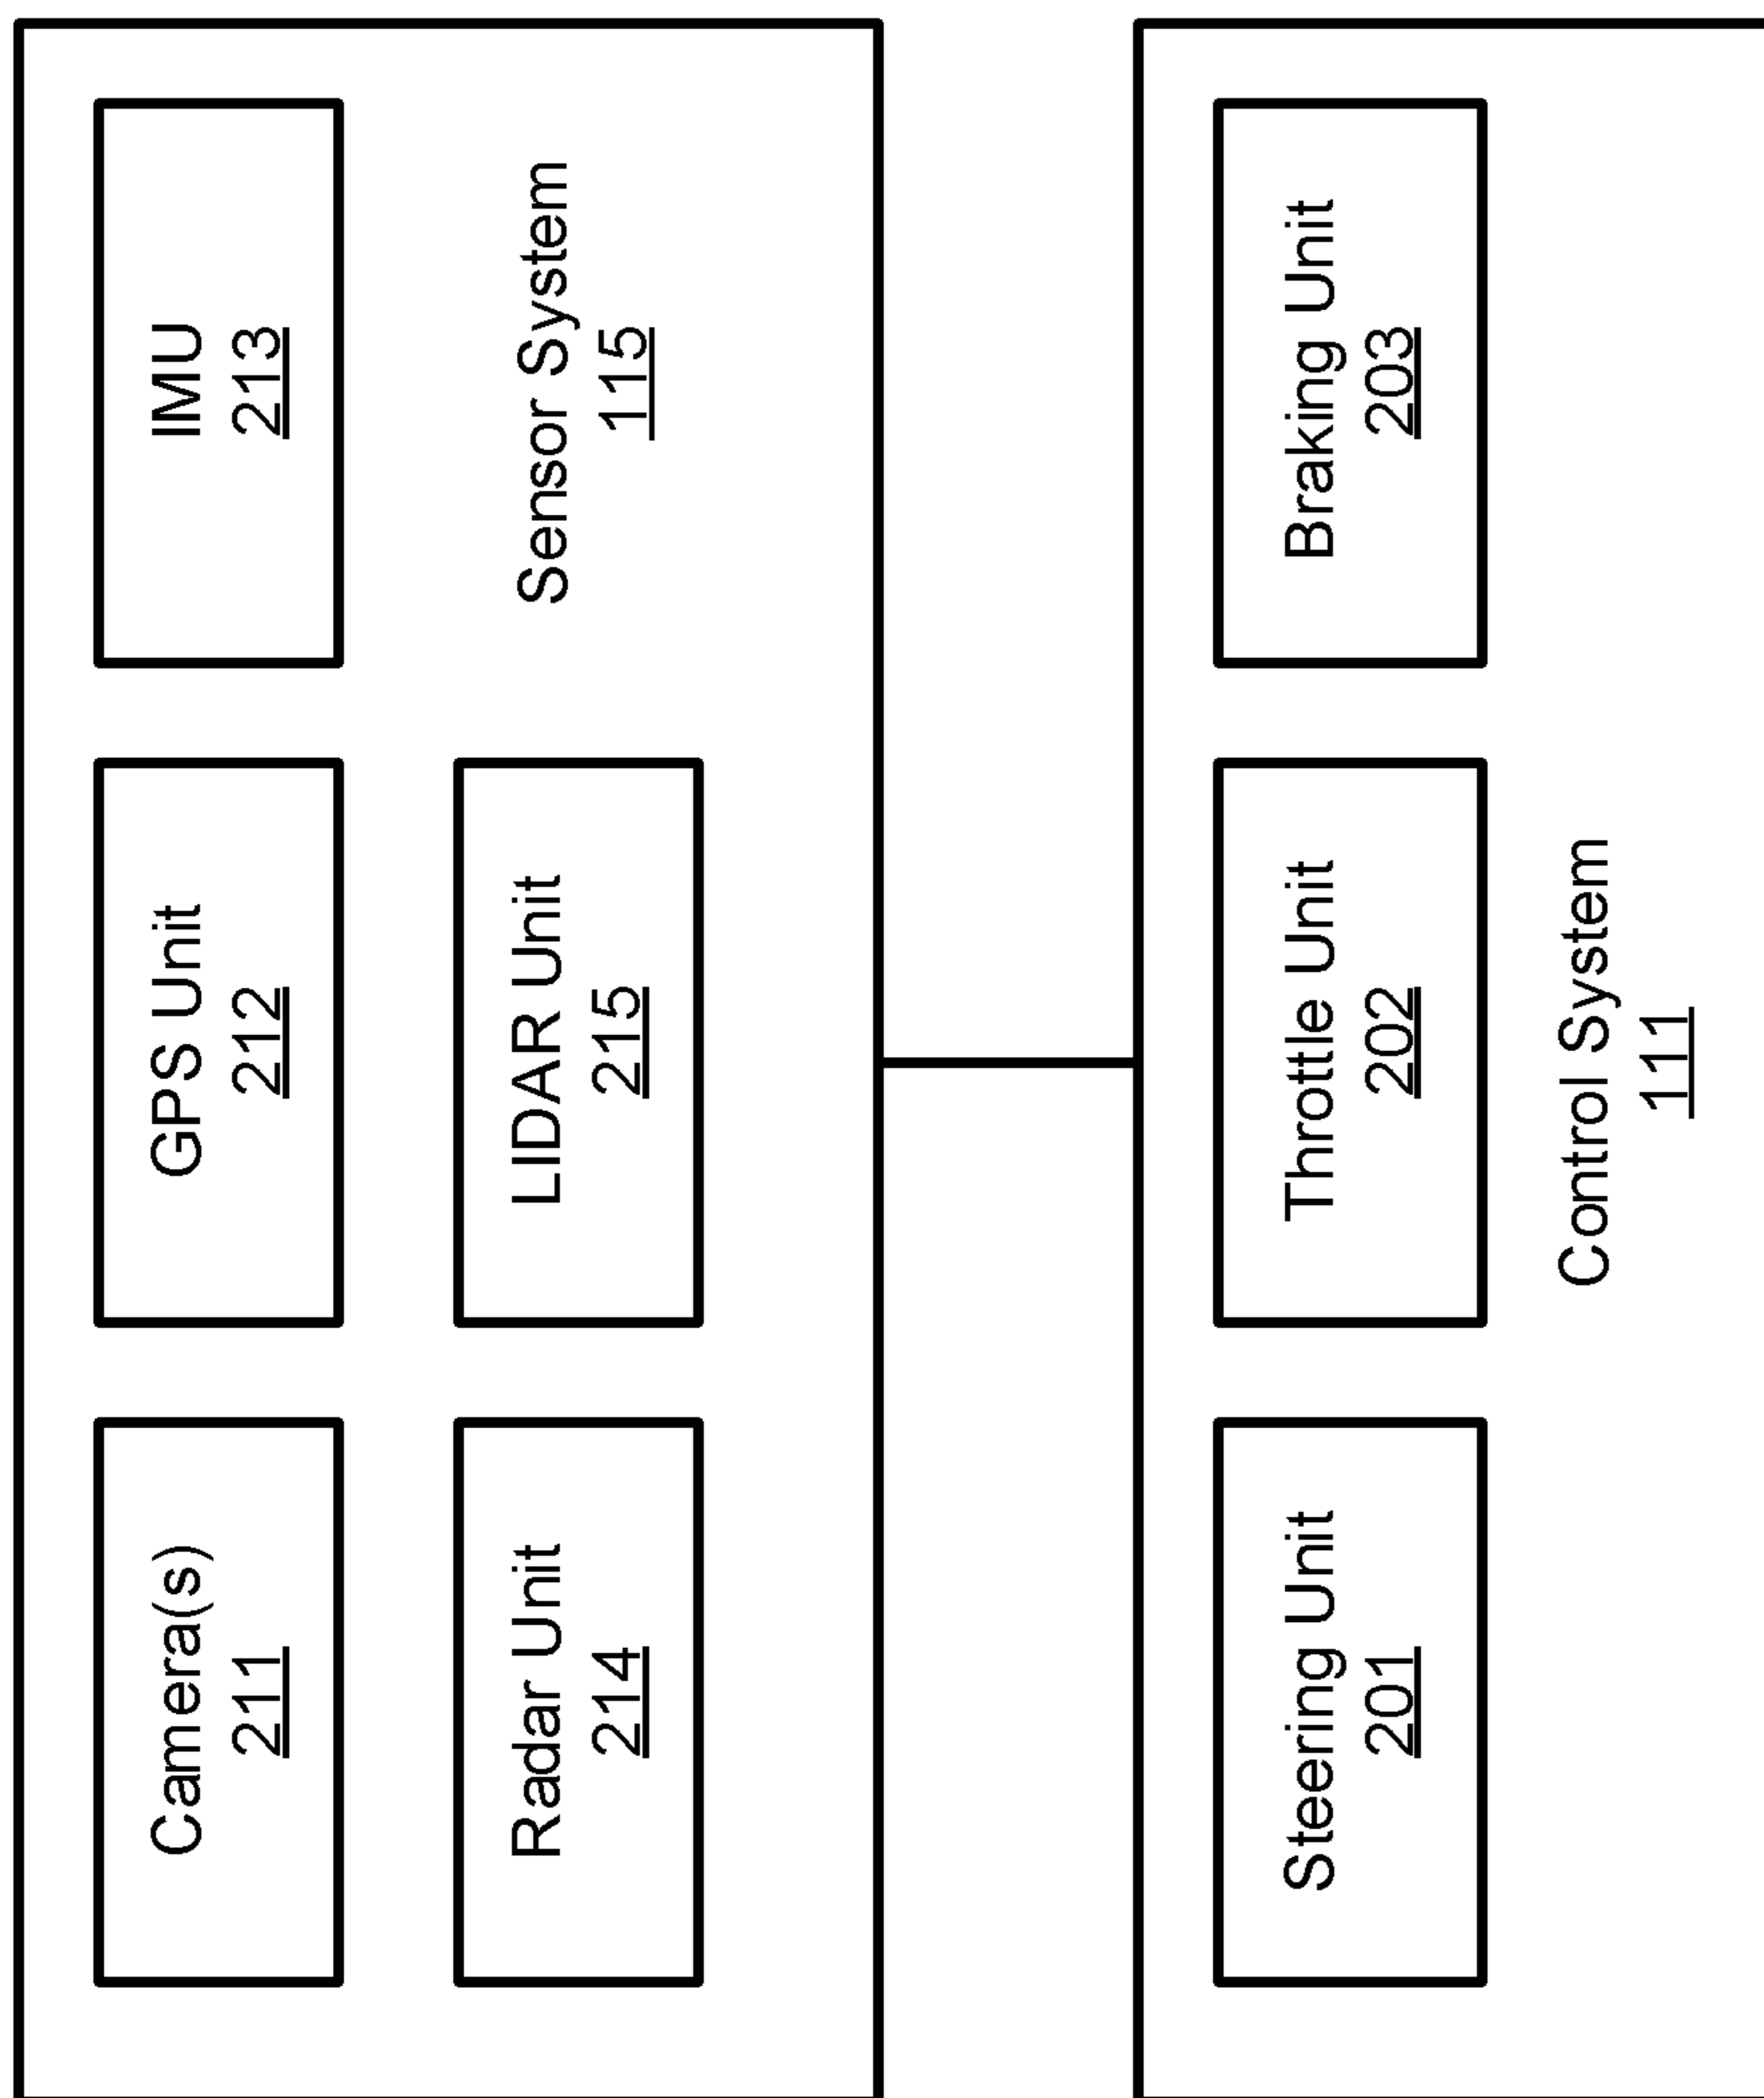 Camera(s)
211
GPS Unit
212
IMU
213
Radar Unit
214
LIDAR Unit
215
Sensor System
115
Steering Unit
201
Throttle Unit
202
Braking Unit
203
Control System
111